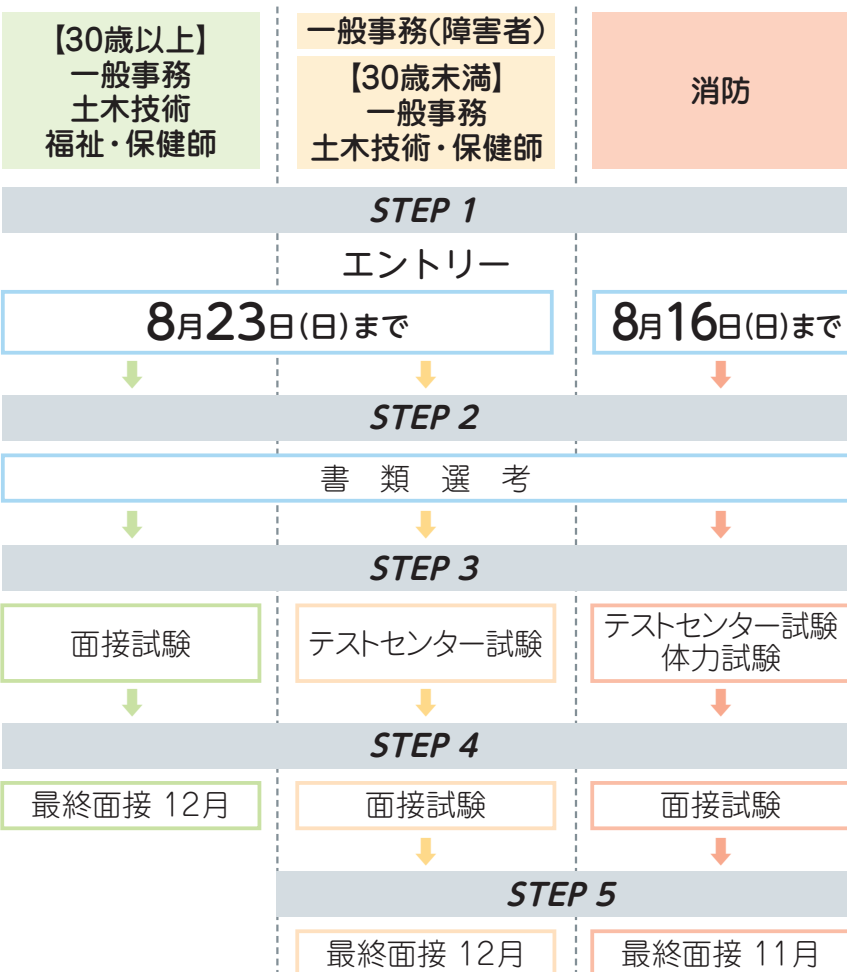 【30歳以上】
一般事務
土木技術
福祉・保健師
一般事務(障害者)
【30歳未満】
一般事務
土木技術・保健師
消防
STEP 1
エントリー
8月23日(日)まで
8月16日(日)まで
STEP 2
書類選考
STEP 3
面接試験
テストセンター試験
テストセンター試験
体力試験
STEP 4
最終面接 12月
面接試験
面接試験
STEP 5
最終面接 12月
最終面接 11月